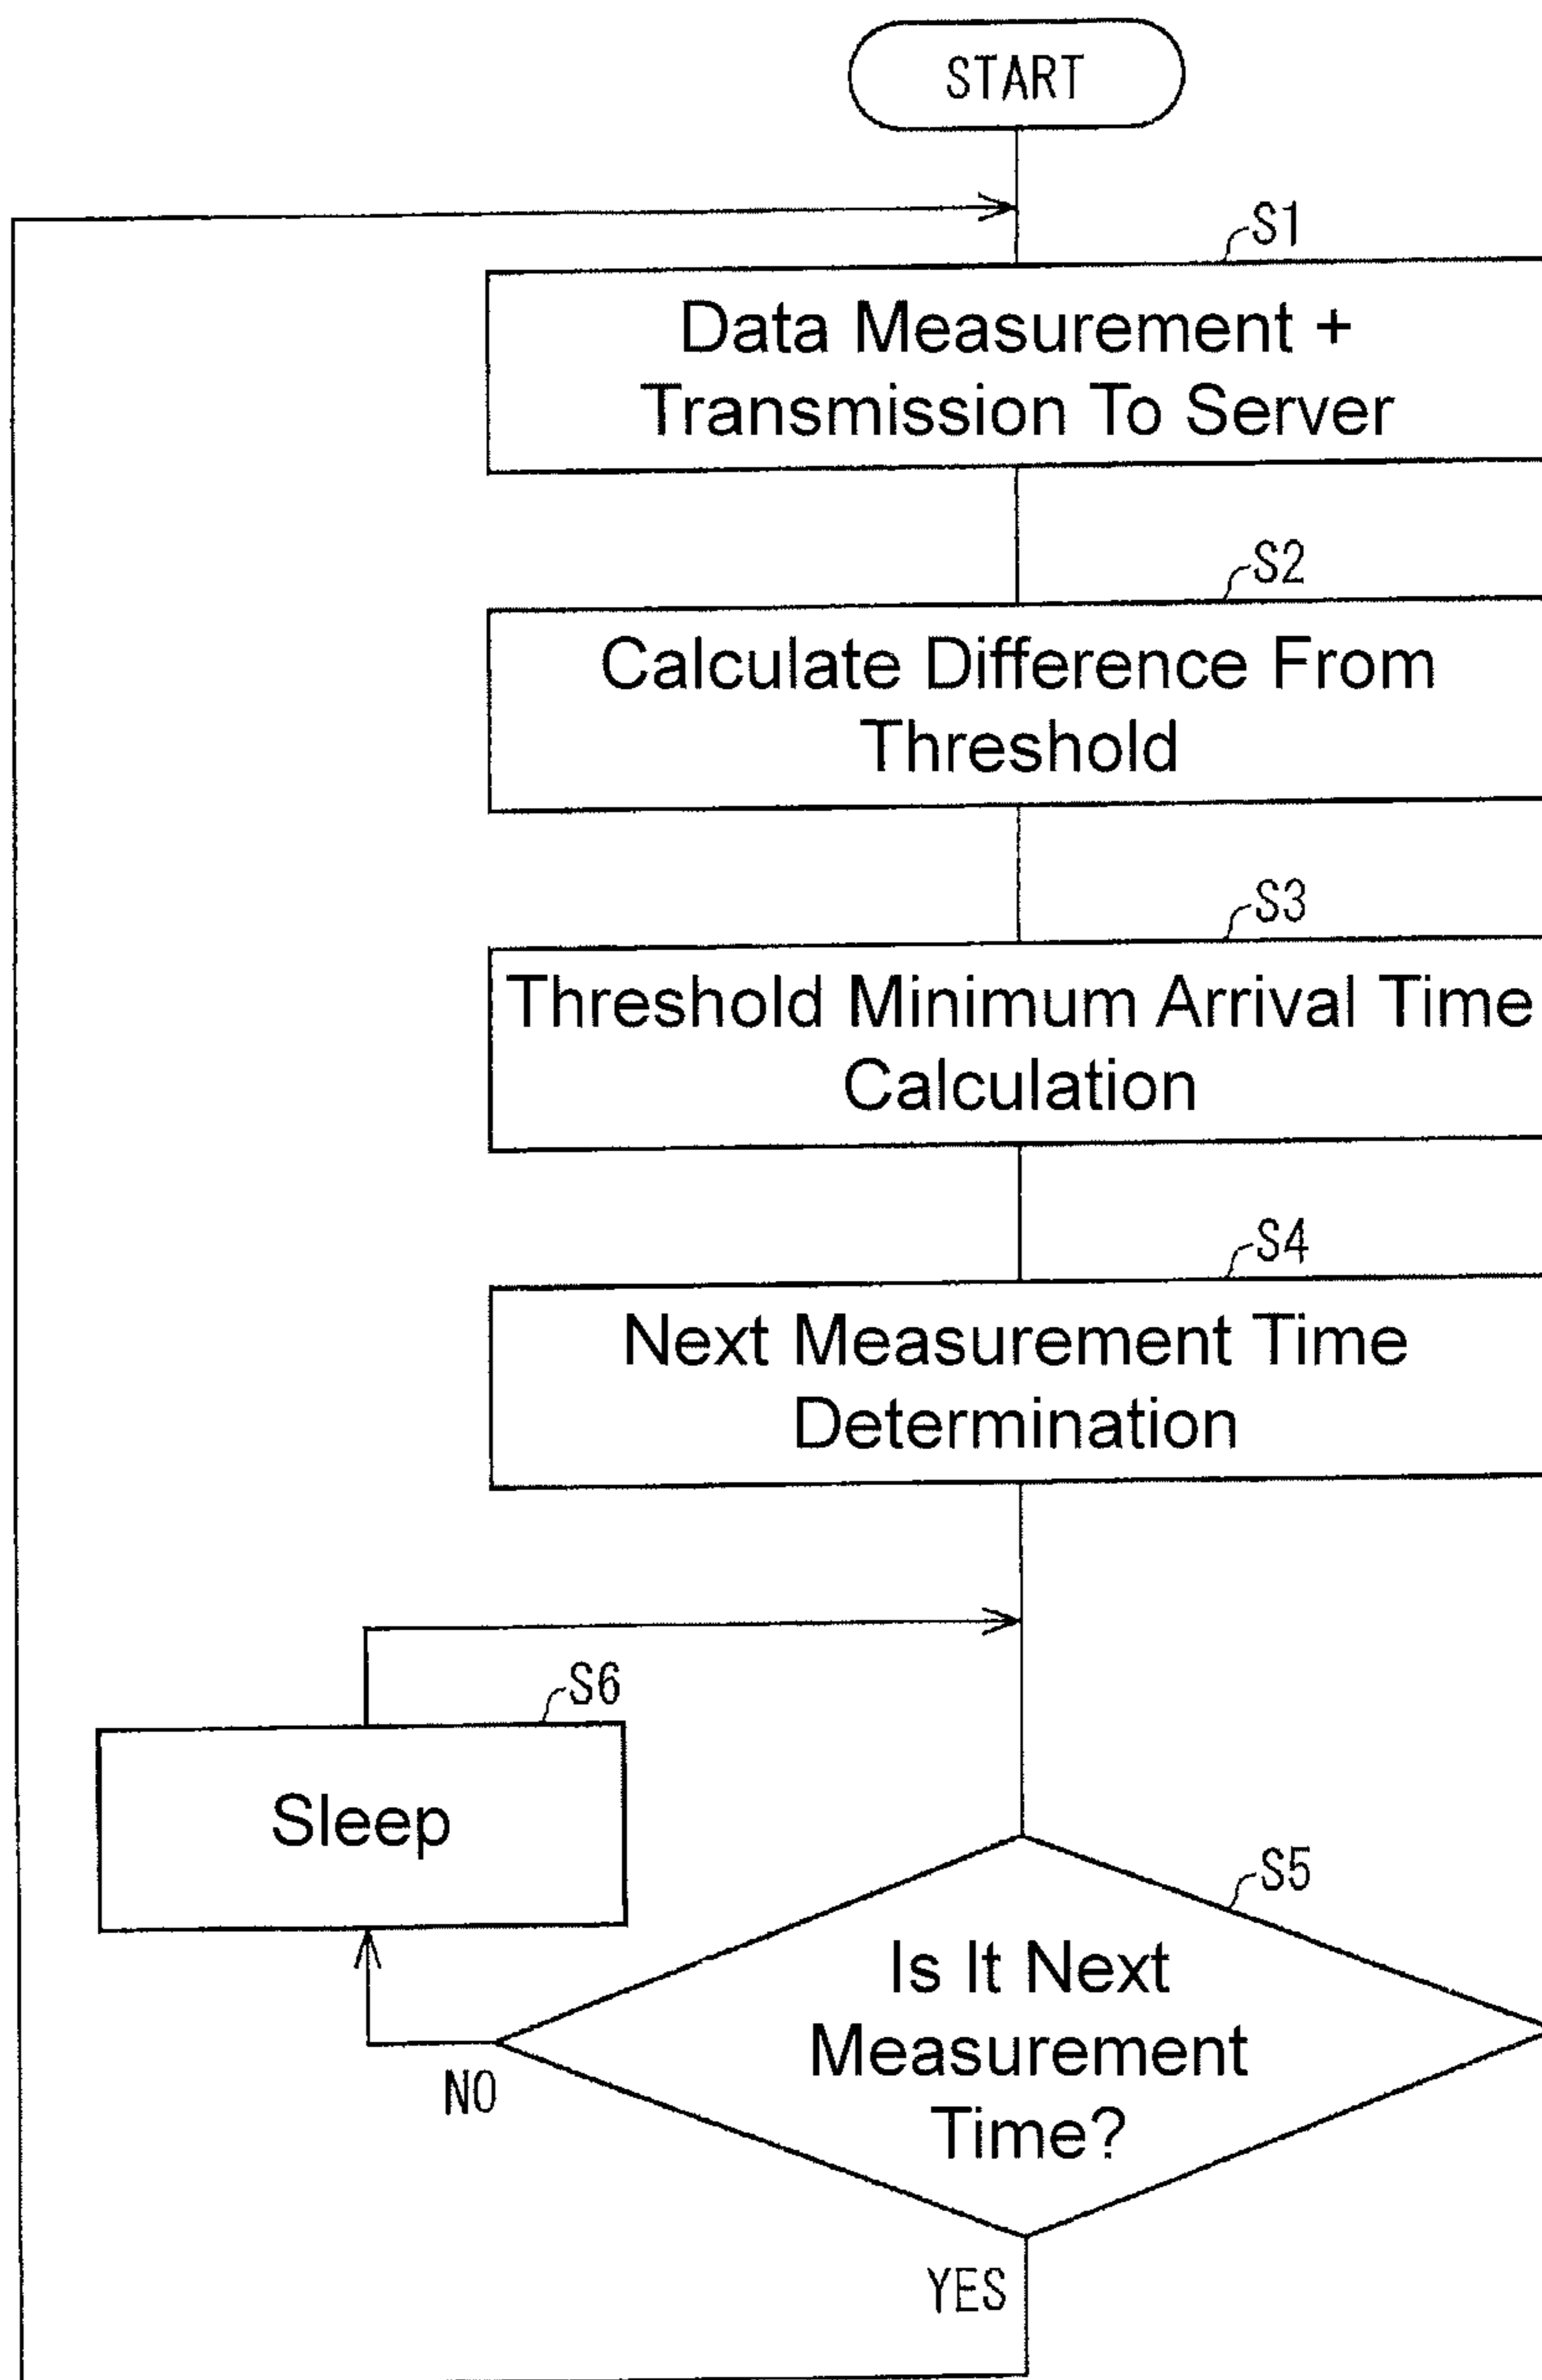 START
S1
Data Measurement +
Transmission To Server
S2
Calculate Difference From
Threshold
S3
Threshold Minimum Arrival Time
Calculation
S4
Next Measurement Time
Determination
S6
Sleep
S5
Is It Next
Measurement
Time?
NO
YES